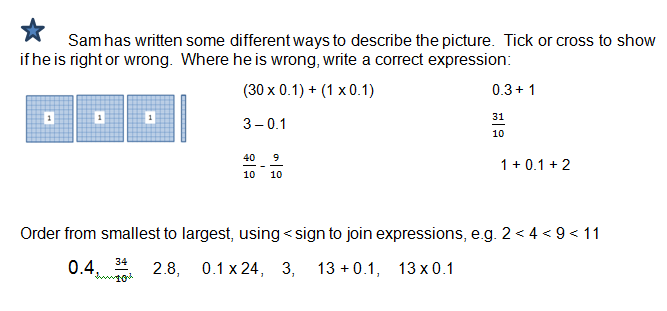 Sam has written some different ways to describe the picture. Tick or cross to show
if he is right or wrong. Where he is wrong, write a correct expression:
(30 x 0.1) + (1 x 0.1) 0.3 + 1
1 1 1
3 – 0.1 31/10
40/10 - 9/10 1 + 0.1 + 2
Order from smallest to largest, using < sign to join expressions, e.g. 2 < 4 < 9 < 11
0.4, 34/10, 2.8, 0.1 x 24, 3, 13 + 0.1, 13 x 0.1